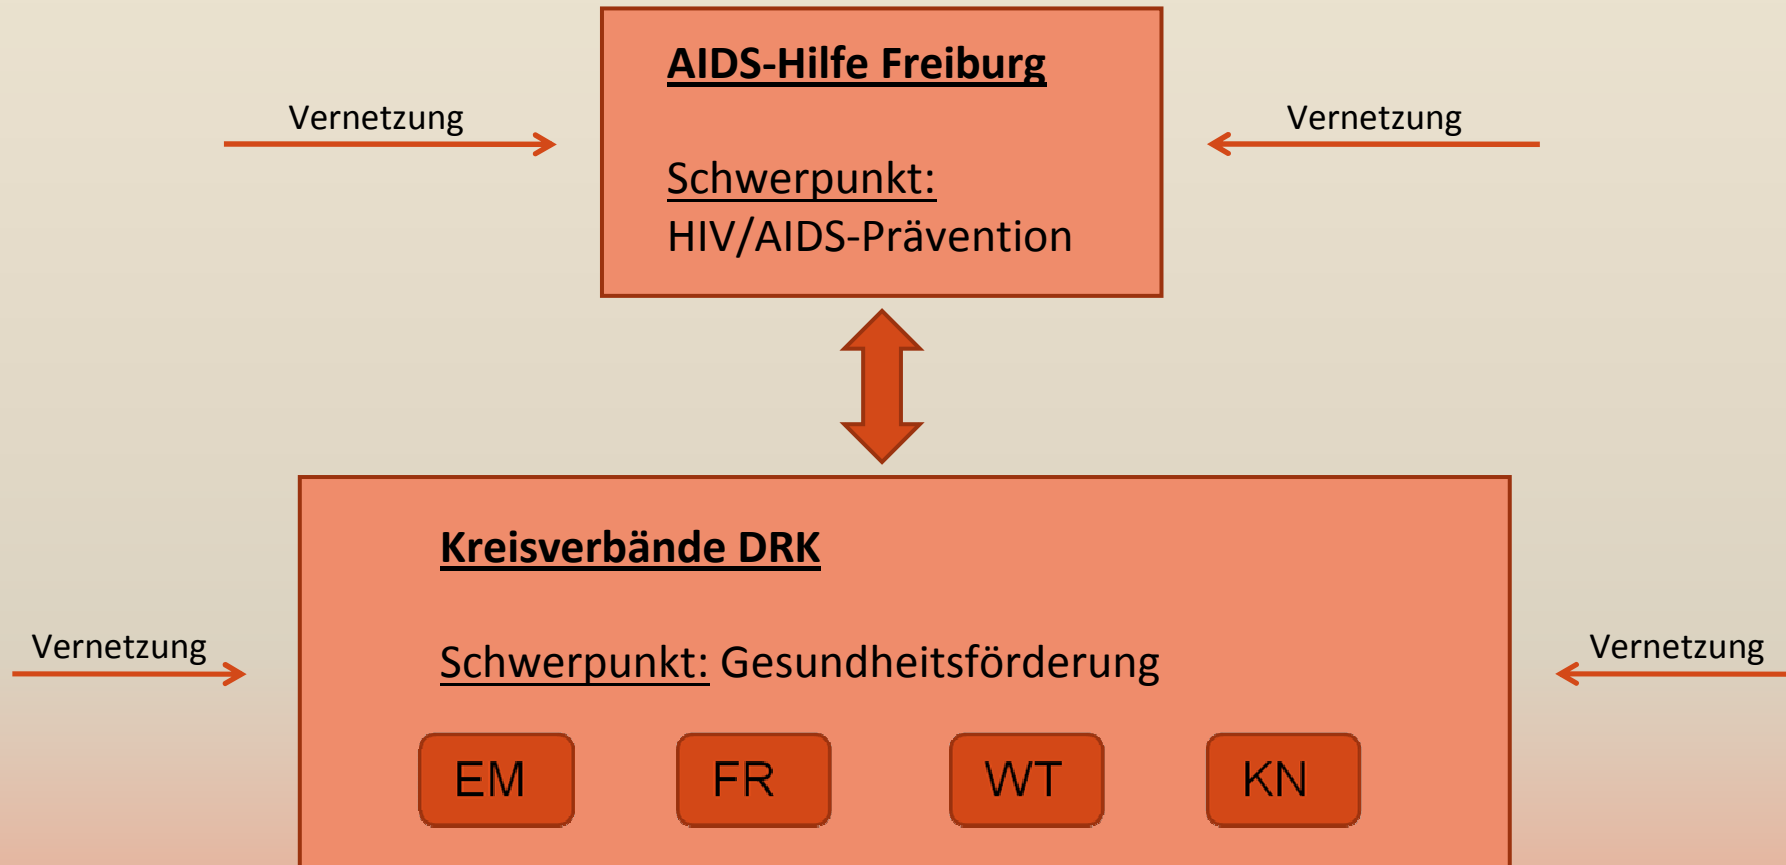 AIDS-Hilfe Freiburg
Vernetzung
Vernetzung
Schwerpunkt:
HIV/AIDS-Prävention
Kreisverbände DRK
Vernetzung
Schwerpunkt: Gesundheitsförderung
Vernetzung
EM
FR
WT
KN